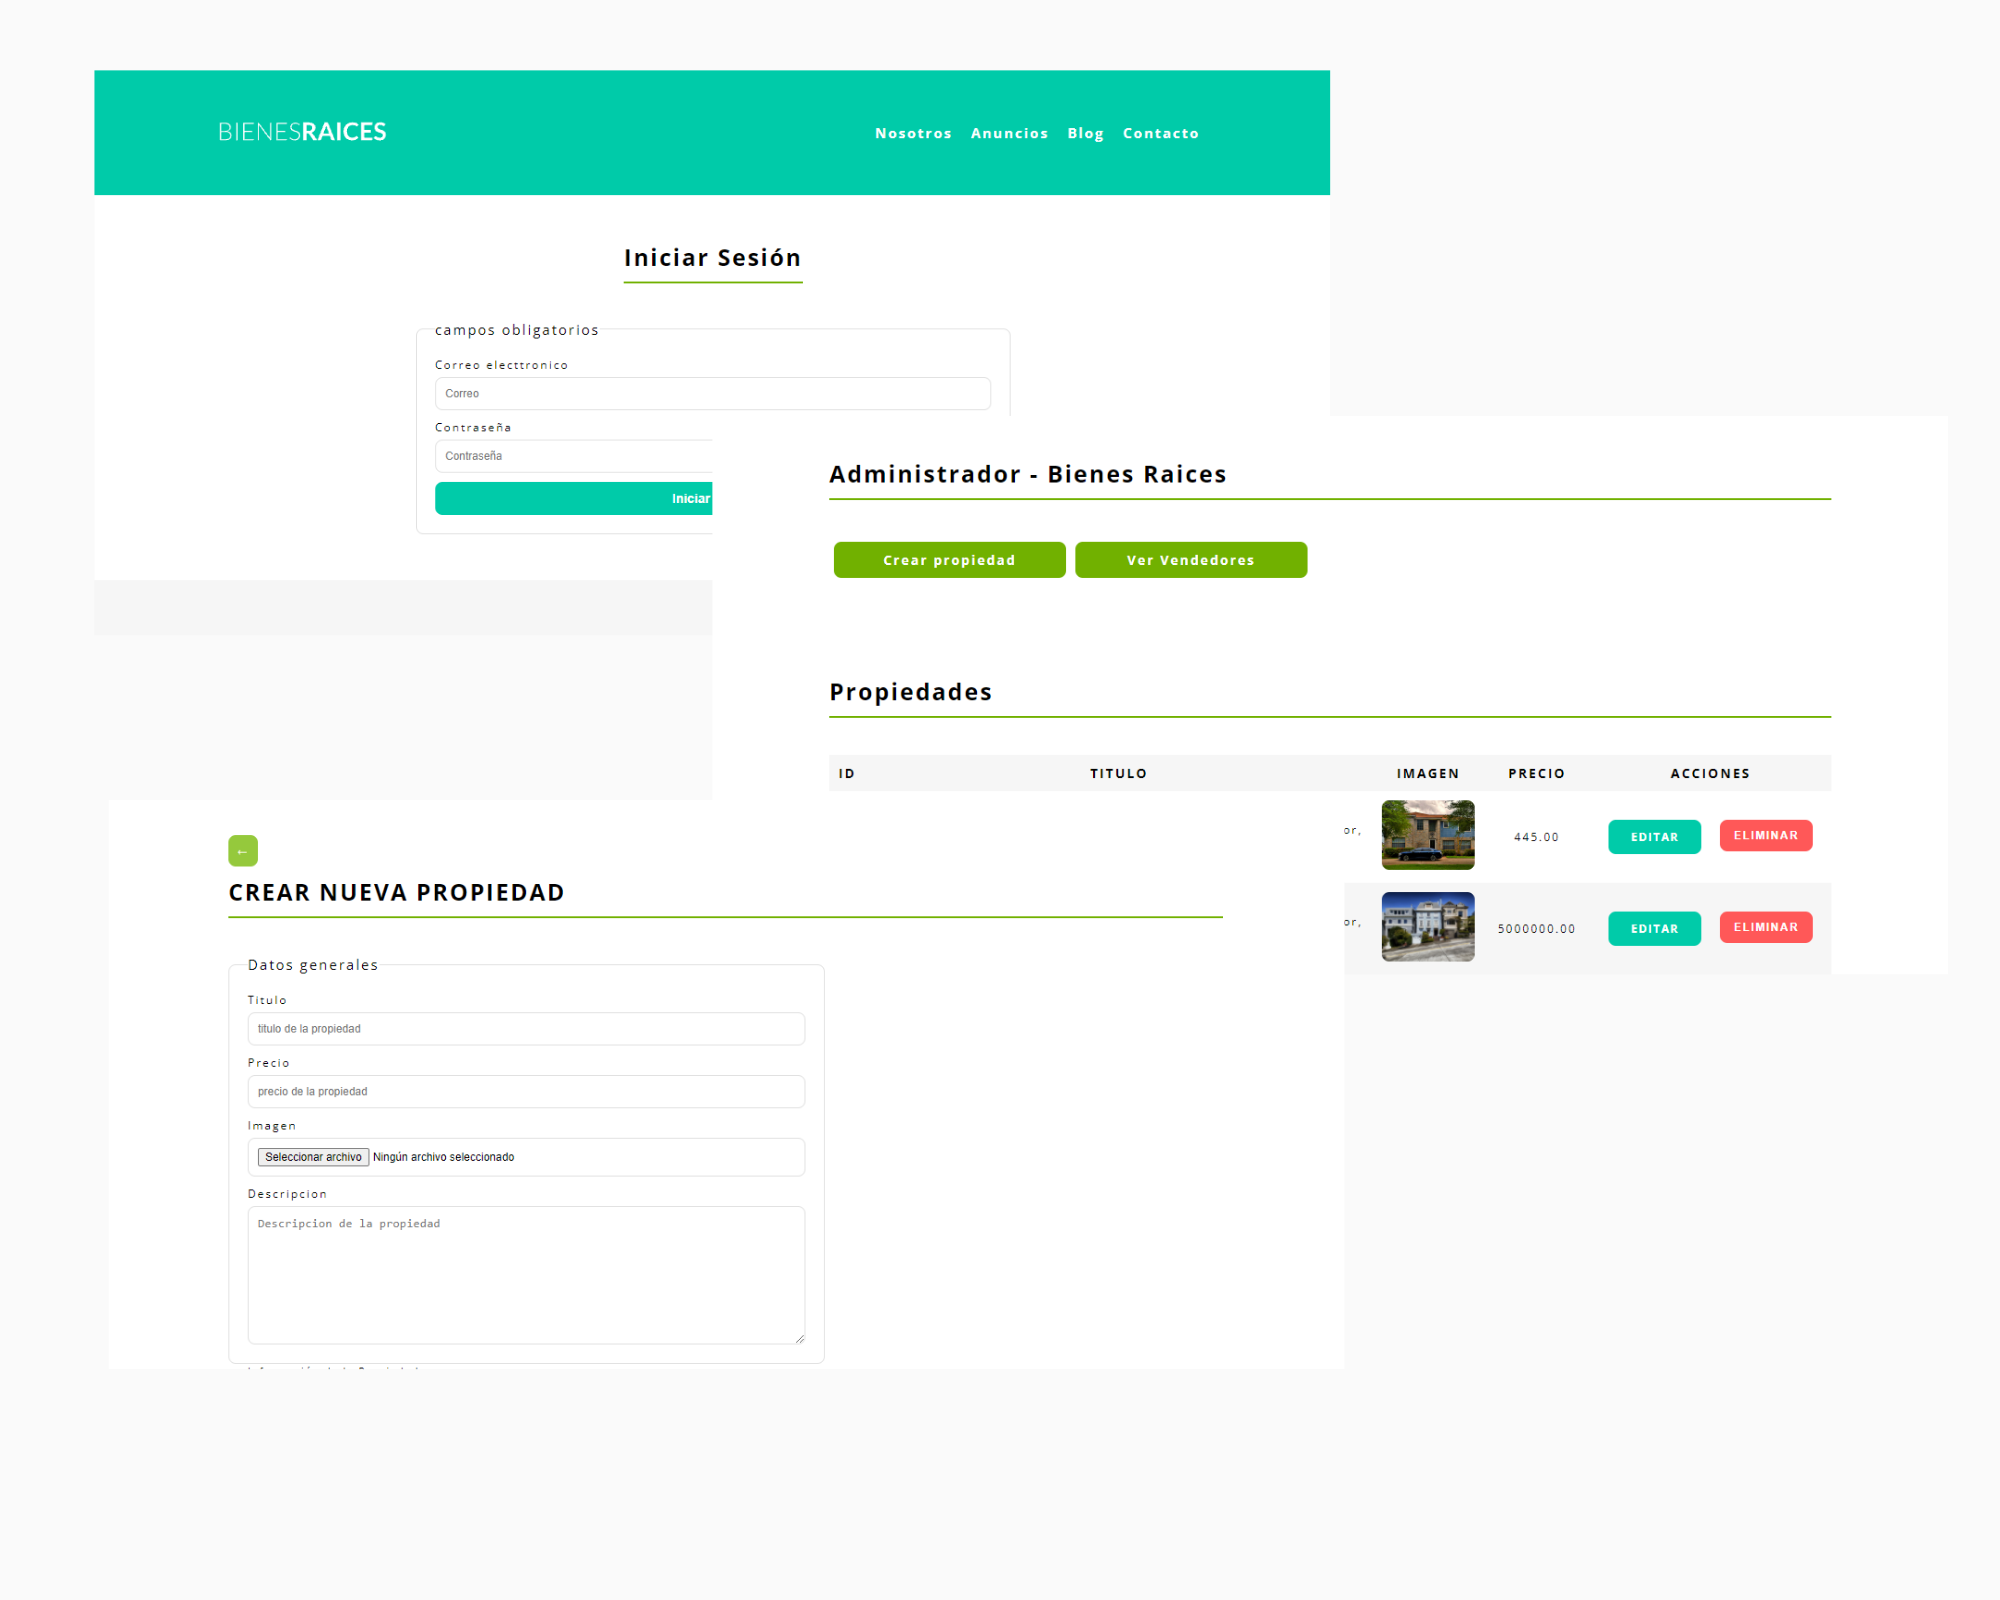 BIENESRAICES
Nosotros Anuncios Blog Contacto
Iniciar Sesión
campos obligatorios
Correo electtronico
Correo
Contraseña
Contraseña
Iniciar
Administrador - Bienes Raices
Crear propiedad Ver Vendedores
Propiedades
ID TITULO IMAGEN PRECIO ACCIONES
or, 445.00 EDITAR ELIMINAR
or, 5000000.00 EDITAR ELIMINAR
←
CREAR NUEVA PROPIEDAD
Datos generales
Titulo
titulo de la propiedad
Precio
precio de la propiedad
Imagen
Seleccionar archivo Ningún archivo seleccionado
Descripcion
Descripcion de la propiedad